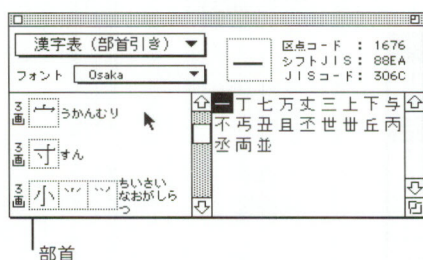 漢字表（部首引き）
フォント Osaka
一
区点コード : 1676
シフトJIS : 88EA
JISコード : 306C
3画 宀 うかんむり
3画 寸 すん
3画 小 ⺌ ⺍ ちいさい
なおがしら
つ
一丁七万丈三上下与
不丐丑且丕世丗丘丙
丞両並
部首